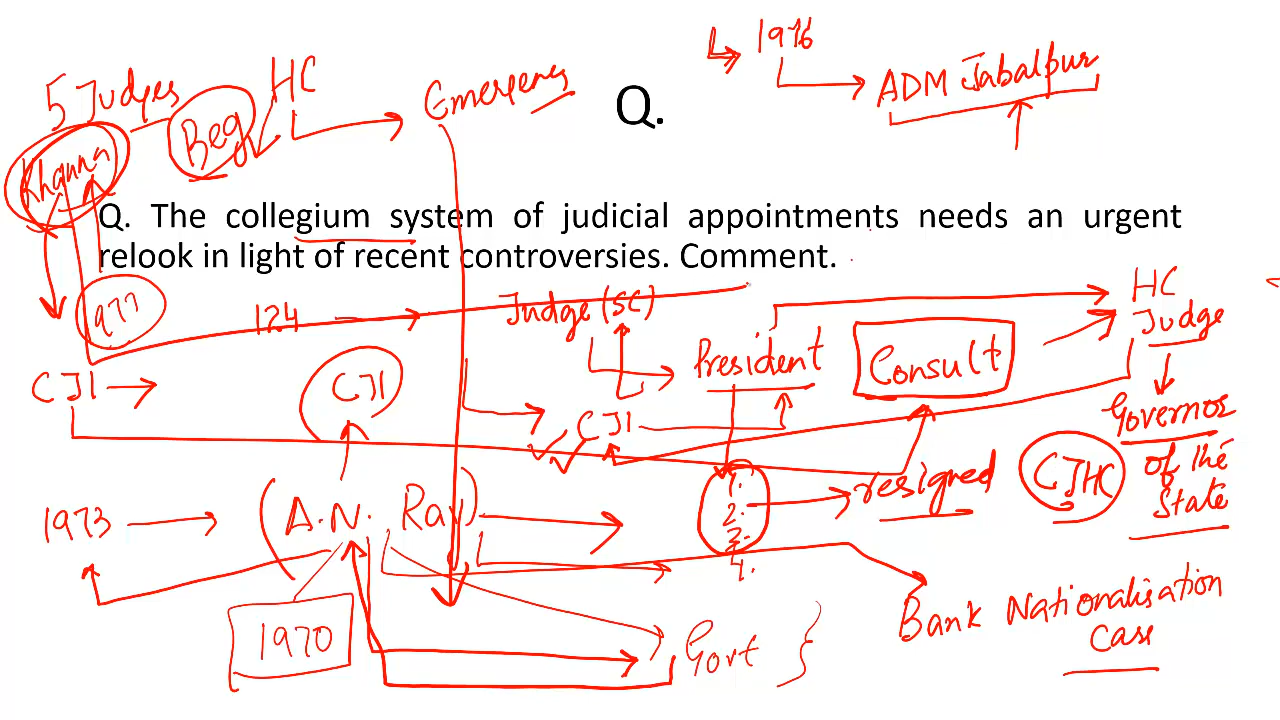 1976
ADM Jabalpur
5 Judges
HC
Emergency
Beg
Q.
Khanna
Q. The collegium system of judicial appointments needs an urgent
relook in light of recent controversies. Comment.
1977
124
Judge (SC)
HC
Judge
President
Consult
CJI
CJI
CJI
Governor
of the
State
CJHC
1.
2.
3.
4.
resigned
1973
(A.N. Ray)
1970
Govt
Bank Nationalisation
Case